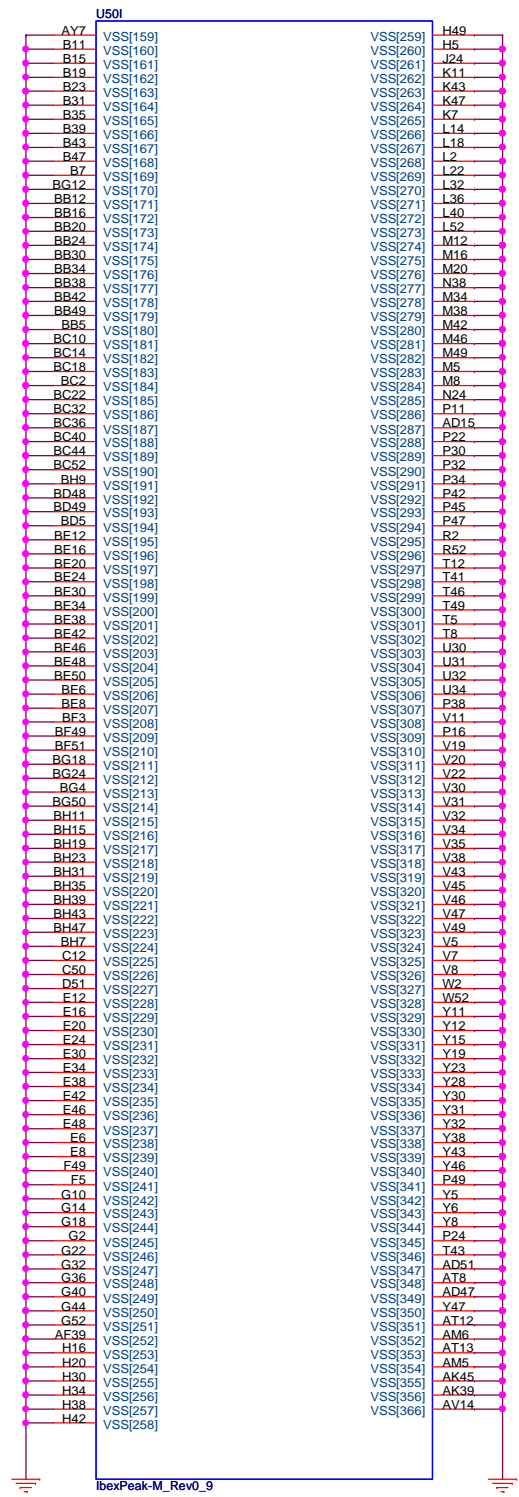 U50I
AY7 VSS[159] VSS[259] H49
B11 VSS[160] VSS[260] H5
B15 VSS[161] VSS[261] J24
B19 VSS[162] VSS[262] K11
B23 VSS[163] VSS[263] K43
B31 VSS[164] VSS[264] K47
B35 VSS[165] VSS[265] K7
B39 VSS[166] VSS[266] L14
B43 VSS[167] VSS[267] L18
B47 VSS[168] VSS[268] L2
B7 VSS[169] VSS[269] L22
BG12 VSS[170] VSS[270] L32
BB12 VSS[171] VSS[271] L36
BB16 VSS[172] VSS[272] L40
BB20 VSS[173] VSS[273] L52
BB24 VSS[174] VSS[274] M12
BB30 VSS[175] VSS[275] M16
BB34 VSS[176] VSS[276] M20
BB38 VSS[177] VSS[277] N38
BB42 VSS[178] VSS[278] M34
BB49 VSS[179] VSS[279] M38
BB5 VSS[180] VSS[280] M42
BC10 VSS[181] VSS[281] M46
BC14 VSS[182] VSS[282] M49
BC18 VSS[183] VSS[283] M5
BC2 VSS[184] VSS[284] M8
BC22 VSS[185] VSS[285] N24
BC32 VSS[186] VSS[286] P11
BC36 VSS[187] VSS[287] AD15
BC40 VSS[188] VSS[288] P22
BC44 VSS[189] VSS[289] P30
BC52 VSS[190] VSS[290] P32
BH9 VSS[191] VSS[291] P34
BD48 VSS[192] VSS[292] P42
BD49 VSS[193] VSS[293] P45
BD5 VSS[194] VSS[294] P47
BE12 VSS[195] VSS[295] R2
BE16 VSS[196] VSS[296] R52
BE20 VSS[197] VSS[297] T12
BE24 VSS[198] VSS[298] T41
BE30 VSS[199] VSS[299] T46
BE34 VSS[200] VSS[300] T49
BE38 VSS[201] VSS[301] T5
BE42 VSS[202] VSS[302] T8
BE46 VSS[203] VSS[303] U30
BE48 VSS[204] VSS[304] U31
BE50 VSS[205] VSS[305] U32
BE6 VSS[206] VSS[306] U34
BE8 VSS[207] VSS[307] P38
BF3 VSS[208] VSS[308] V11
BF49 VSS[209] VSS[309] P16
BF51 VSS[210] VSS[310] V19
BG18 VSS[211] VSS[311] V20
BG24 VSS[212] VSS[312] V22
BG4 VSS[213] VSS[313] V30
BG50 VSS[214] VSS[314] V31
BH11 VSS[215] VSS[315] V32
BH15 VSS[216] VSS[316] V34
BH19 VSS[217] VSS[317] V35
BH23 VSS[218] VSS[318] V38
BH31 VSS[219] VSS[319] V43
BH35 VSS[220] VSS[320] V45
BH39 VSS[221] VSS[321] V46
BH43 VSS[222] VSS[322] V47
BH47 VSS[223] VSS[323] V49
BH7 VSS[224] VSS[324] V5
C12 VSS[225] VSS[325] V7
C50 VSS[226] VSS[326] V8
D51 VSS[227] VSS[327] W2
E12 VSS[228] VSS[328] W52
E16 VSS[229] VSS[329] Y11
E20 VSS[230] VSS[330] Y12
E24 VSS[231] VSS[331] Y15
E30 VSS[232] VSS[332] Y19
E34 VSS[233] VSS[333] Y23
E38 VSS[234] VSS[334] Y28
E42 VSS[235] VSS[335] Y30
E46 VSS[236] VSS[336] Y31
E48 VSS[237] VSS[337] Y32
E6 VSS[238] VSS[338] Y38
E8 VSS[239] VSS[339] Y43
F49 VSS[240] VSS[340] Y46
F5 VSS[241] VSS[341] P49
G10 VSS[242] VSS[342] Y5
G14 VSS[243] VSS[343] Y6
G18 VSS[244] VSS[344] Y8
G2 VSS[245] VSS[345] P24
G22 VSS[246] VSS[346] T43
G32 VSS[247] VSS[347] AD51
G36 VSS[248] VSS[348] AT8
G40 VSS[249] VSS[349] AD47
G44 VSS[250] VSS[350] Y47
G52 VSS[251] VSS[351] AT12
AF39 VSS[252] VSS[352] AM6
H16 VSS[253] VSS[353] AT13
H20 VSS[254] VSS[354] AM5
H30 VSS[255] VSS[355] AK45
H34 VSS[256] VSS[356] AK39
H38 VSS[257] VSS[366] AV14
H42 VSS[258]
IbexPeak-M_Rev0_9